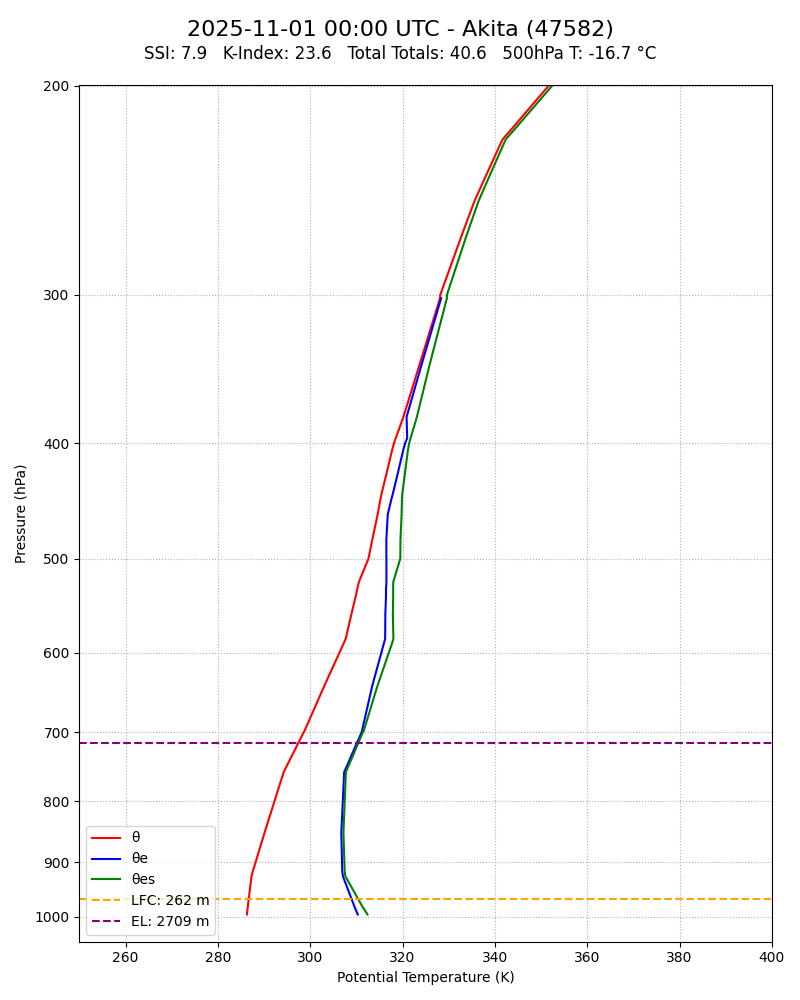 2025-11-01 00:00 UTC - Akita (47582)
SSI: 7.9   K-Index: 23.6   Total Totals: 40.6   500hPa T: -16.7 °C
200
300
400
500
600
700
800
900
1000
Pressure (hPa)
θ
θe
θes
LFC: 262 m
EL: 2709 m
260 280 300 320 340 360 380 400
Potential Temperature (K)